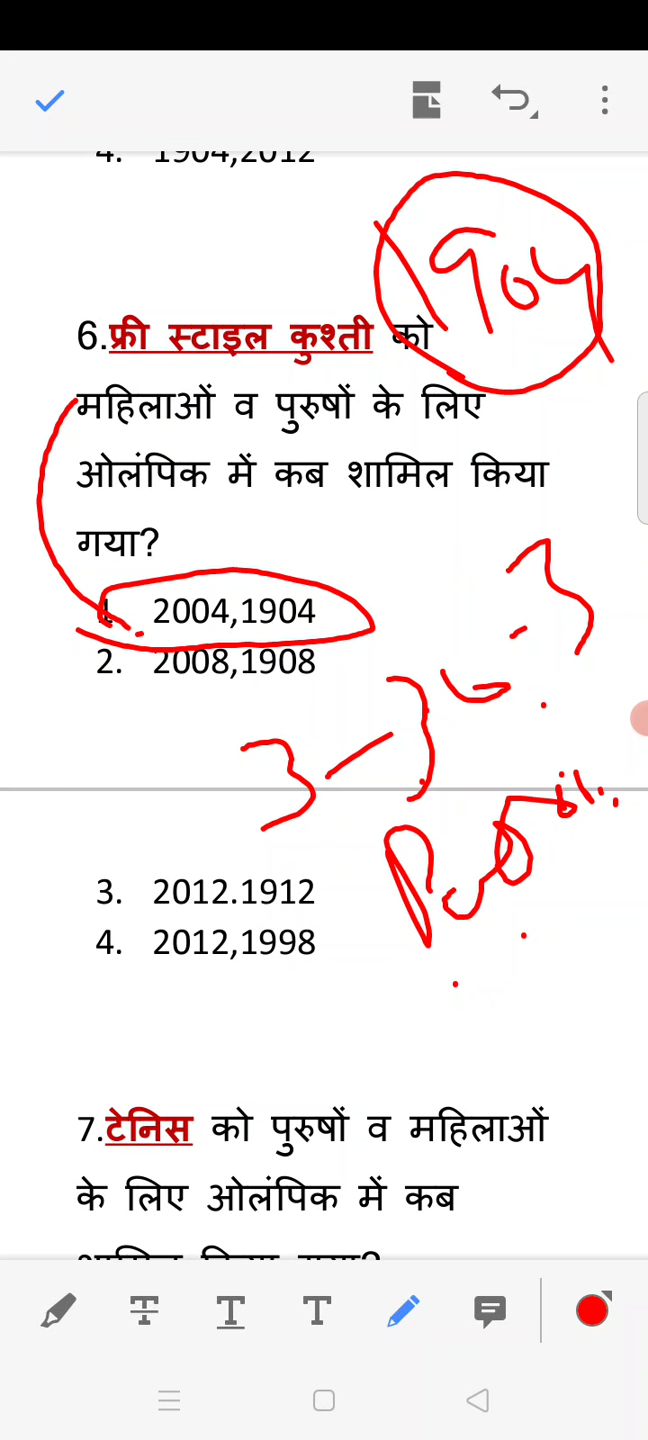 4. 1904,2012
1904
6.फ्री स्टाइल कुश्ती को
महिलाओं व पुरुषों के लिए
ओलंपिक में कब शामिल किया
गया?
1. 2004,1904
2. 2008,1908
3. 2012.1912
4. 2012,1998
7.टेनिस को पुरुषों व महिलाओं
के लिए ओलंपिक में कब
शामिल किया गया?